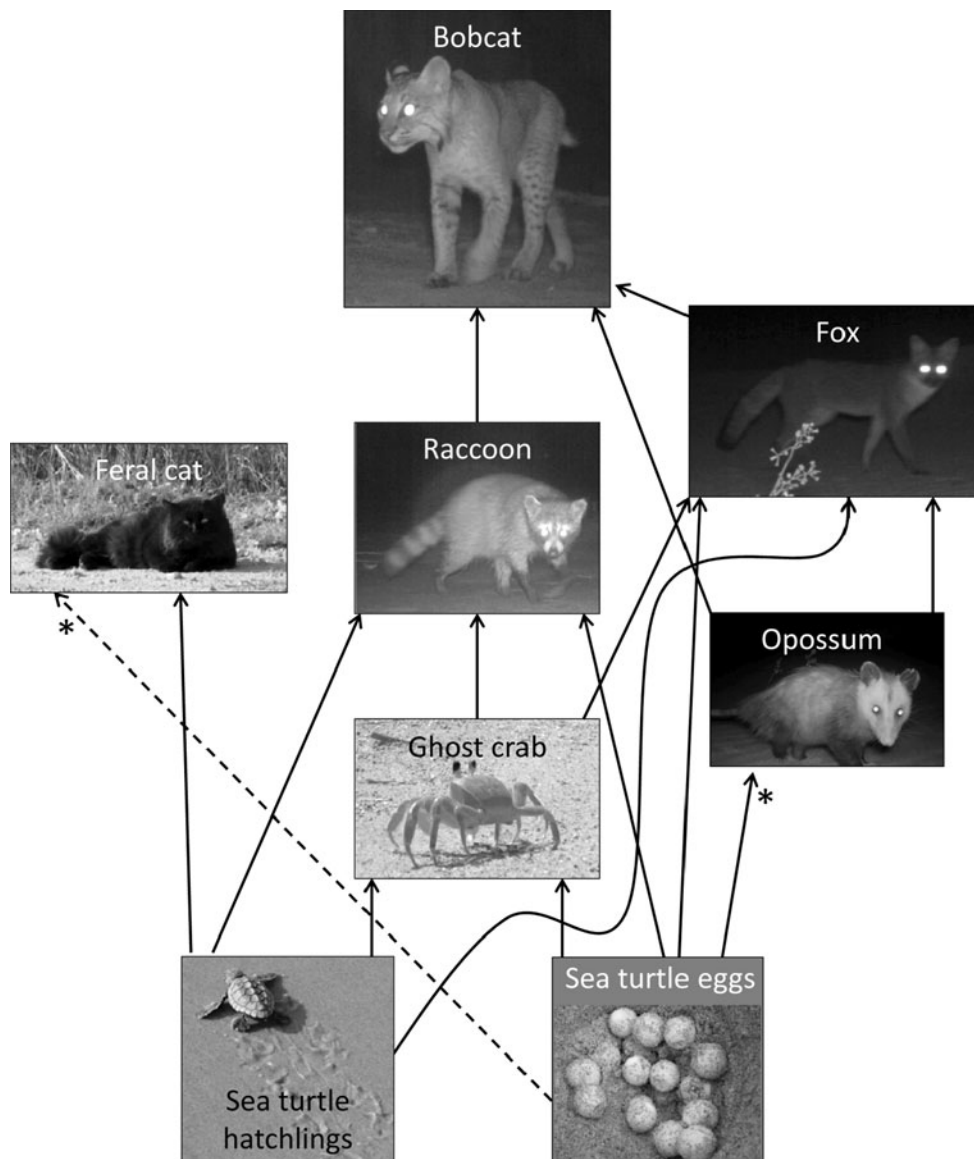 Bobcat
Fox
Raccoon
Feral cat
*
Opossum
Ghost crab
*
Sea turtle eggs
Sea turtle
hatchlings